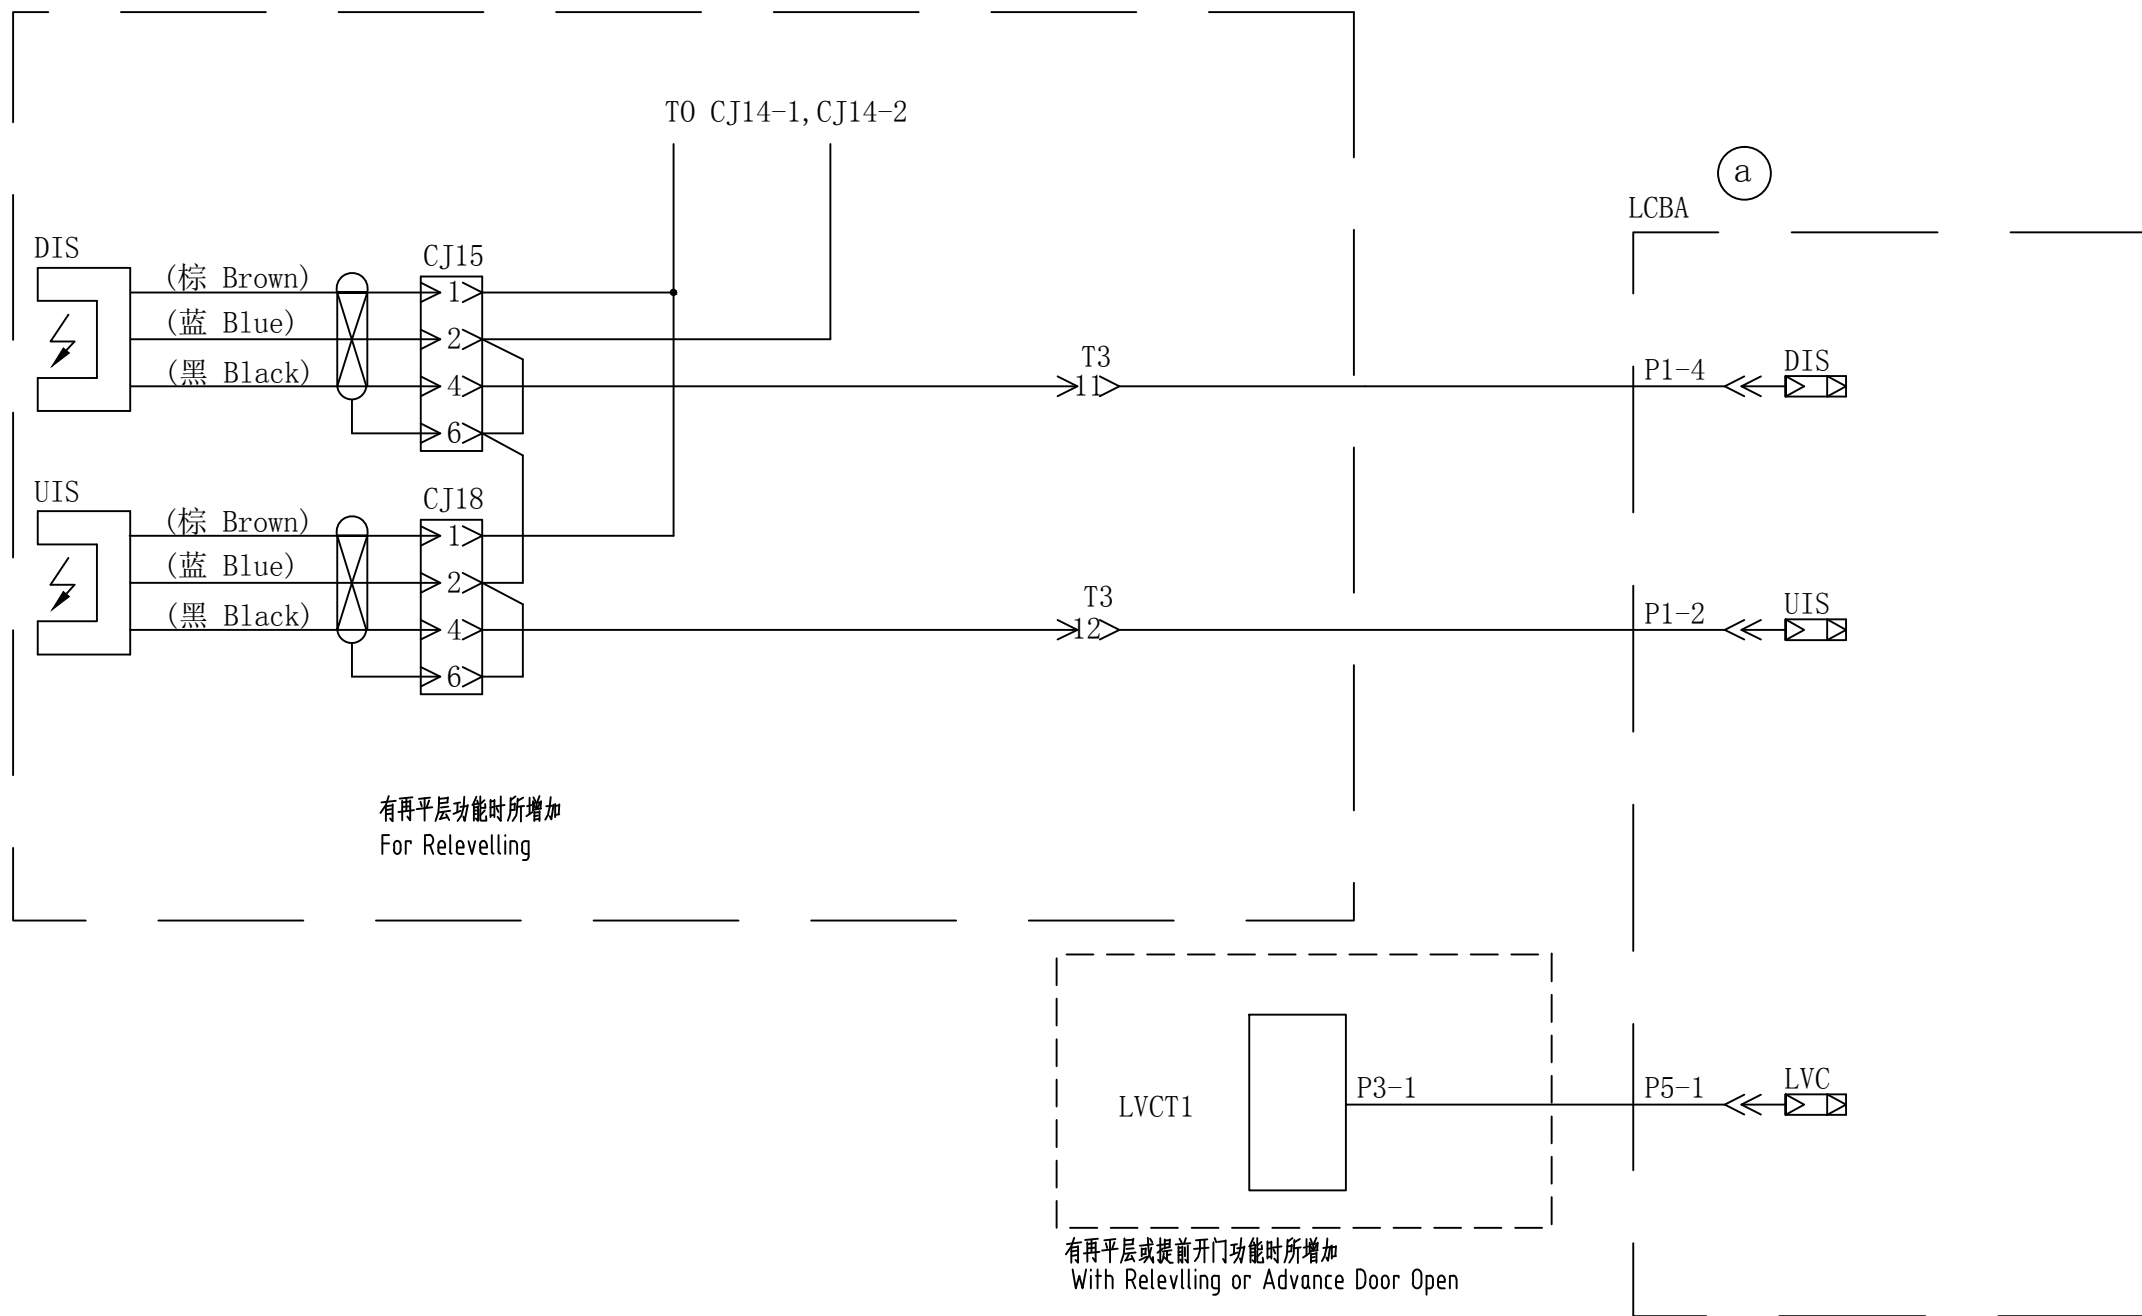 TO CJ14-1,CJ14-2
a
LCBA
DIS
CJ15
(棕 Brown)
1
(蓝 Blue)
2
(黑 Black)
4
6
T3
11
P1-4
DIS
UIS
CJ18
(棕 Brown)
1
(蓝 Blue)
2
(黑 Black)
4
6
T3
12
P1-2
UIS
有再平层功能时所增加
For Relevelling
LVCT1
P3-1
P5-1
LVC
有再平层或提前开门功能时所增加
With Relevlling or Advance Door Open